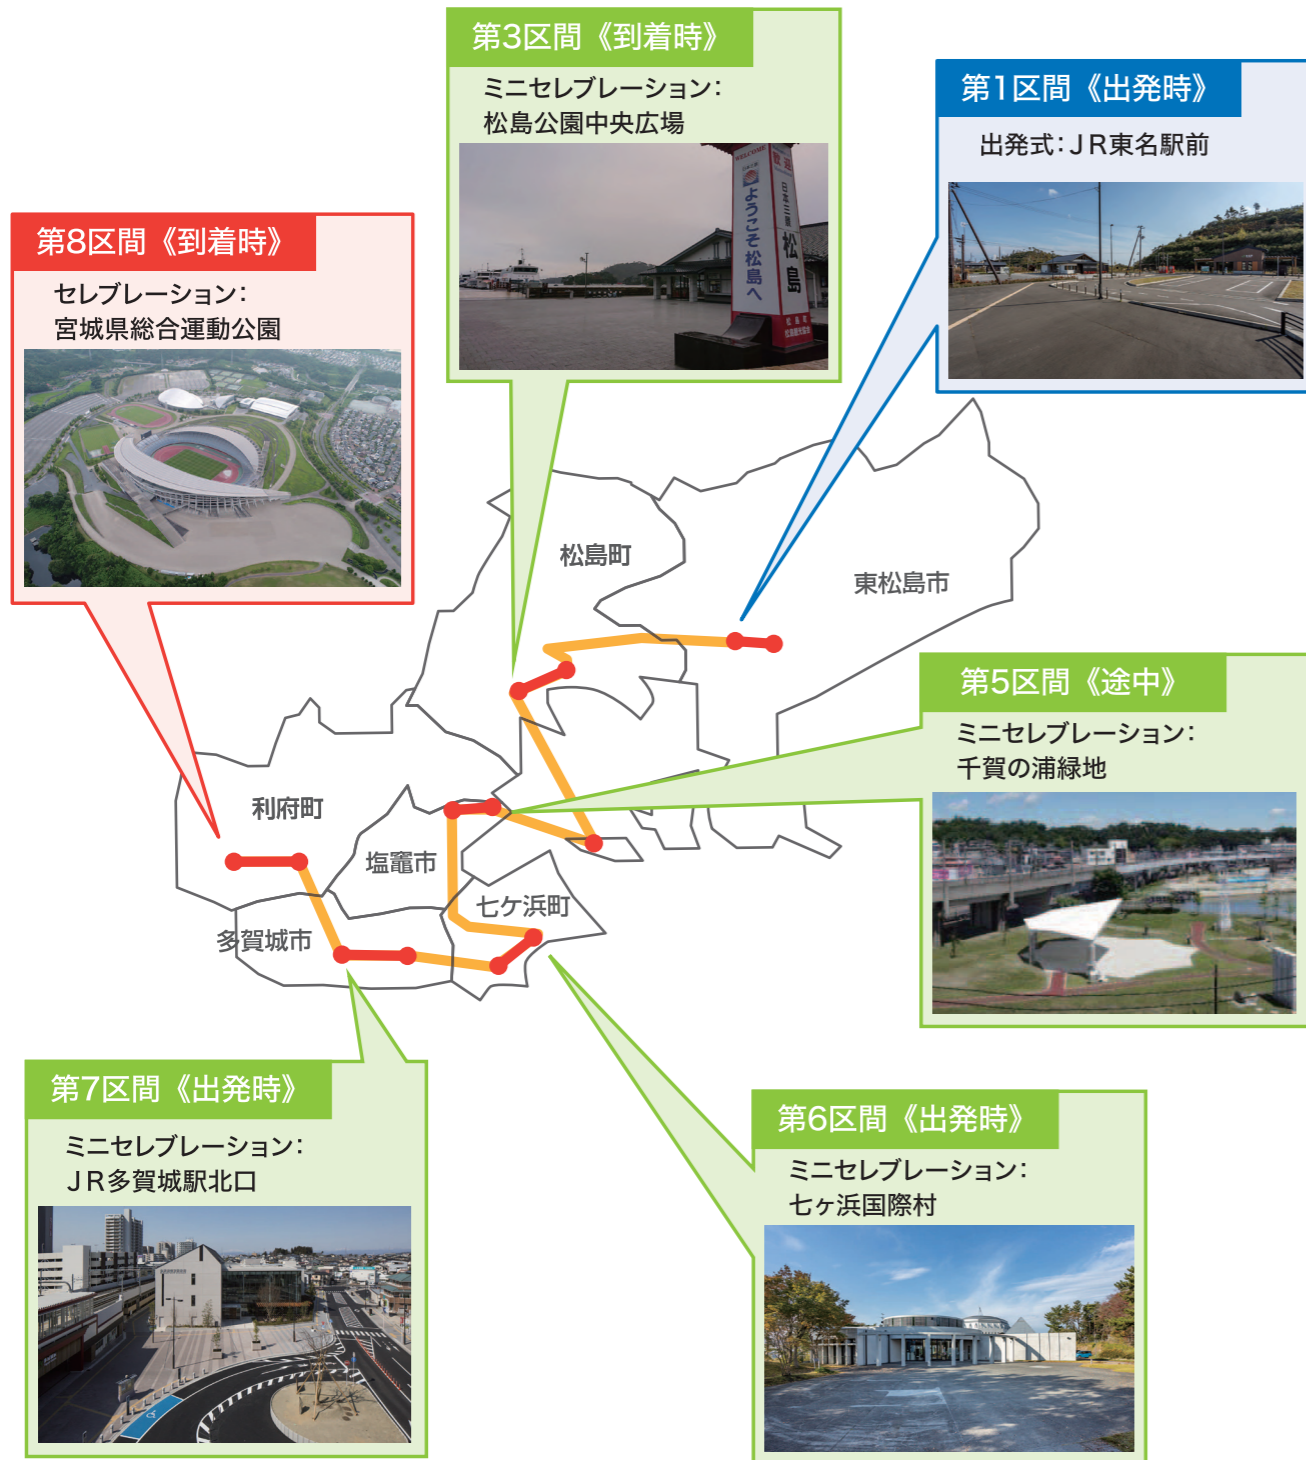 第3区間《到着時》
ミニセレブレーション：
松島公園中央広場
WELCOME
歓迎
日本三景 松島
ようこそ松島へ
第1区間《出発時》
出発式：JR東名駅前
第8区間《到着時》
セレブレーション：
宮城県総合運動公園
松島町
東松島市
第5区間《途中》
ミニセレブレーション：
千賀の浦緑地
利府町
塩竈市
七ケ浜町
多賀城市
第7区間《出発時》
ミニセレブレーション：
JR多賀城駅北口
第6区間《出発時》
ミニセレブレーション：
七ヶ浜国際村